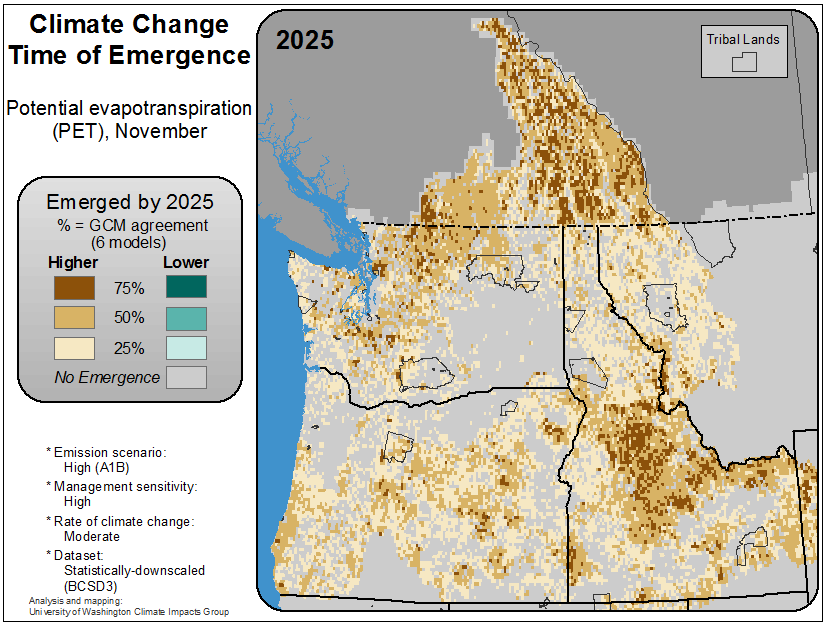 Climate Change
Time of Emergence
Potential evapotranspiration
(PET), November
Emerged by 2025
% = GCM agreement
(6 models)
Higher Lower
75%
50%
25%
No Emergence
* Emission scenario:
High (A1B)
* Management sensitivity:
High
* Rate of climate change:
Moderate
* Dataset:
Statistically-downscaled
(BCSD3)
Analysis and mapping:
University of Washington Climate Impacts Group
2025
Tribal Lands